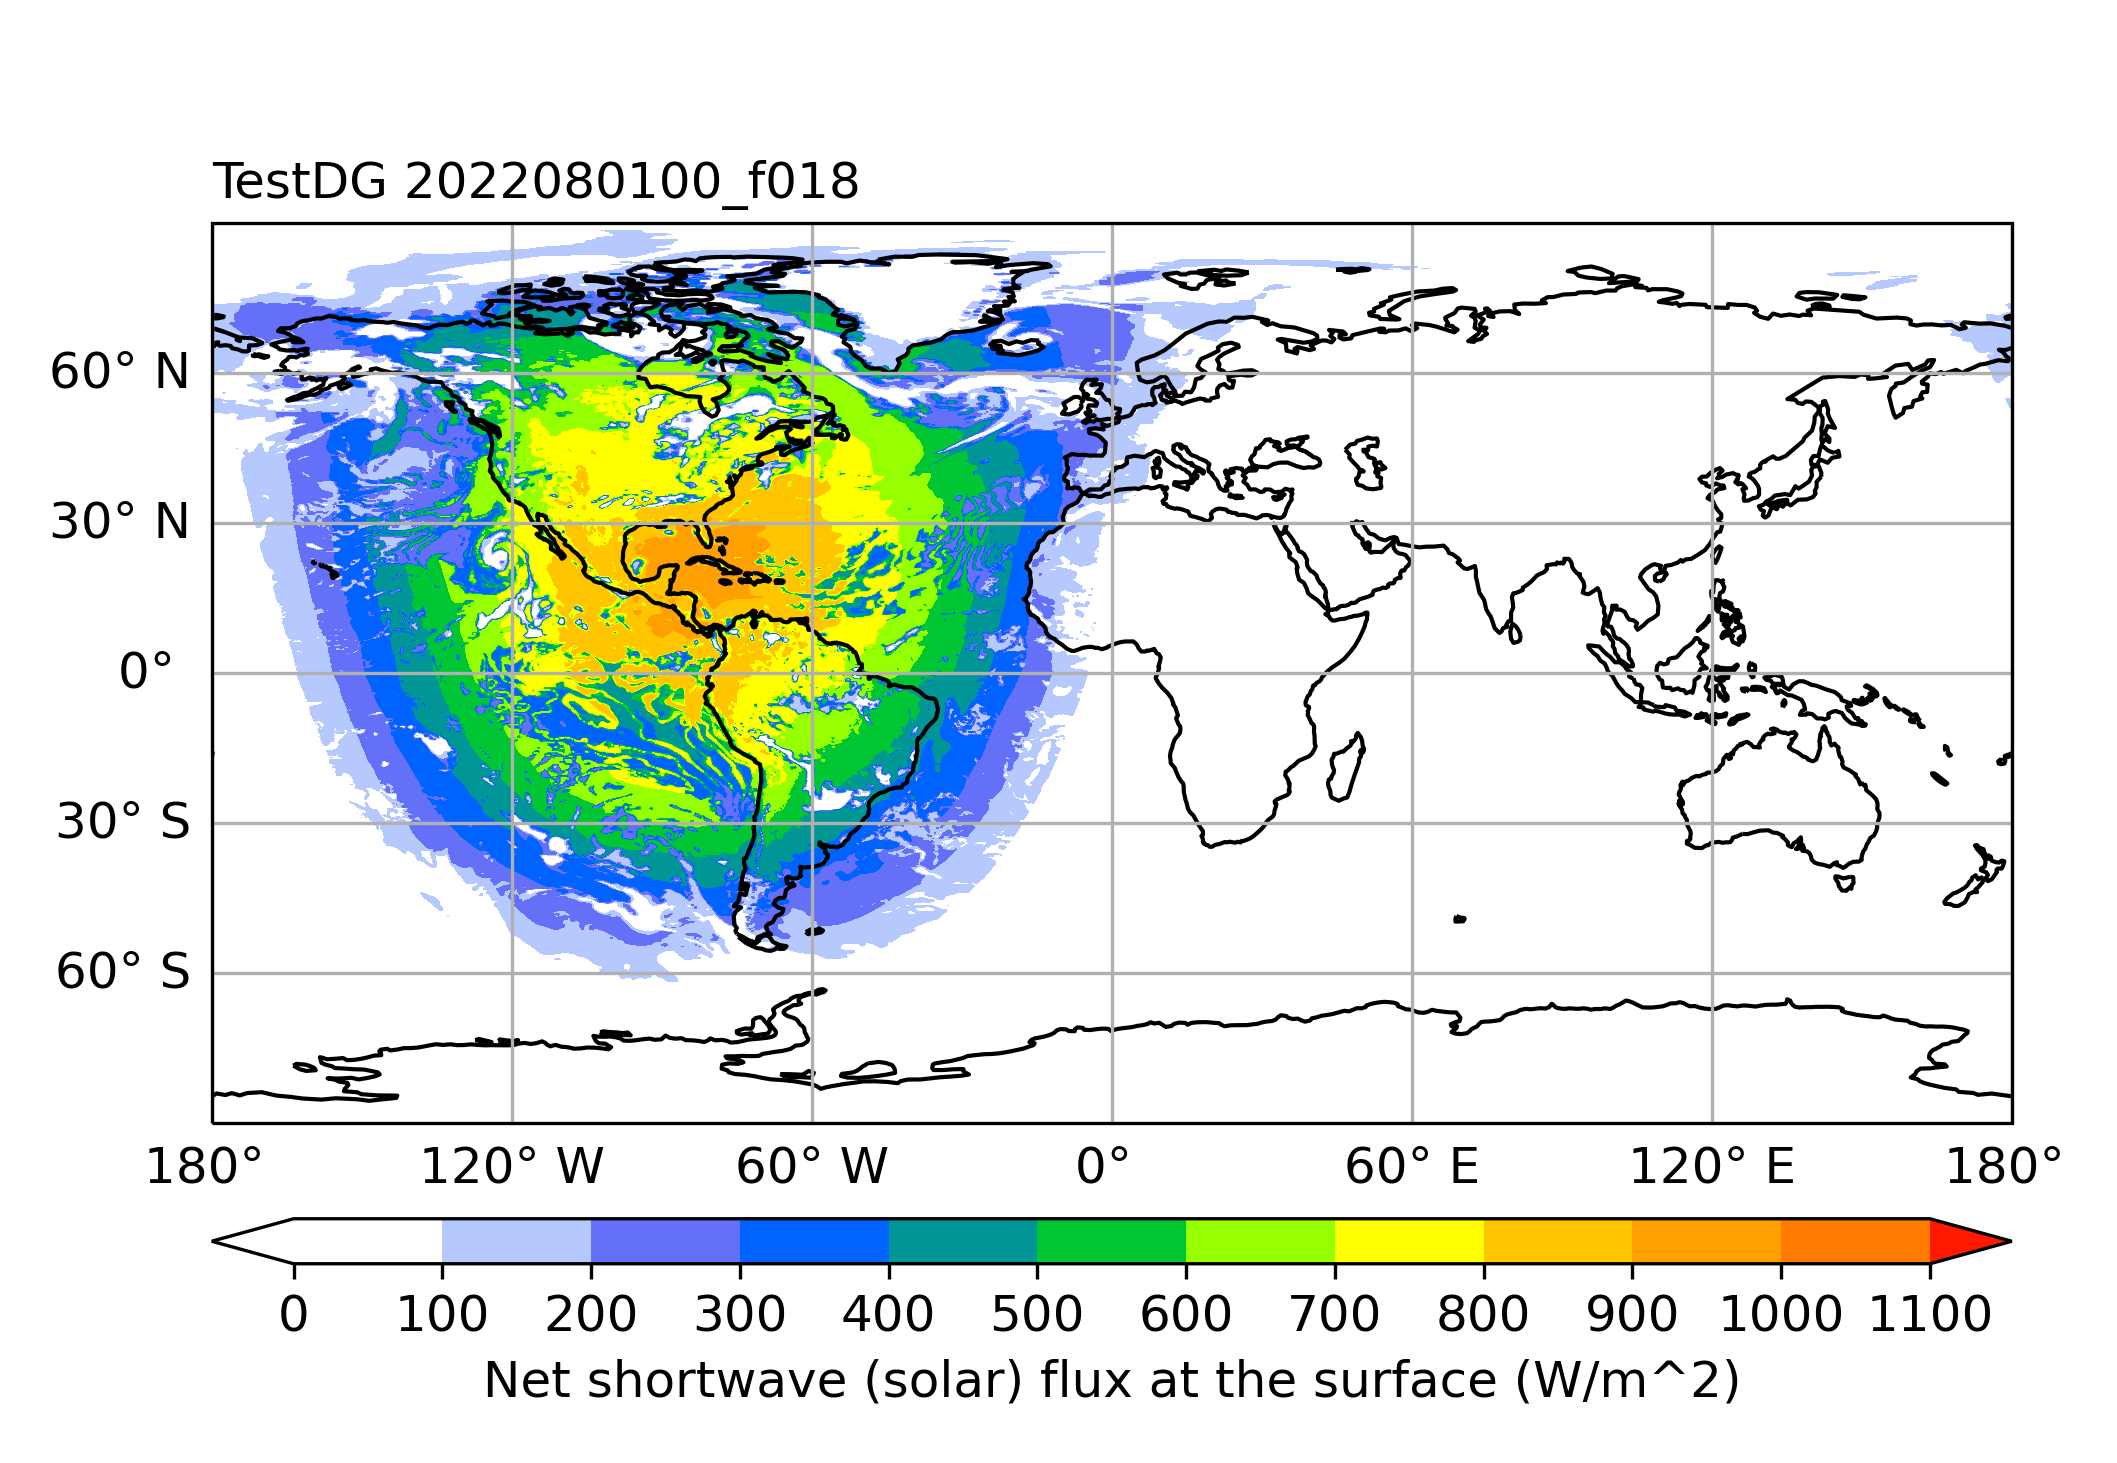 TestDG 2022080100_f018
60° N
30° N
0°
30° S
60° S
180° 120° W 60° W 0° 60° E 120° E 180°
0 100 200 300 400 500 600 700 800 900 1000 1100
Net shortwave (solar) flux at the surface (W/m^2)